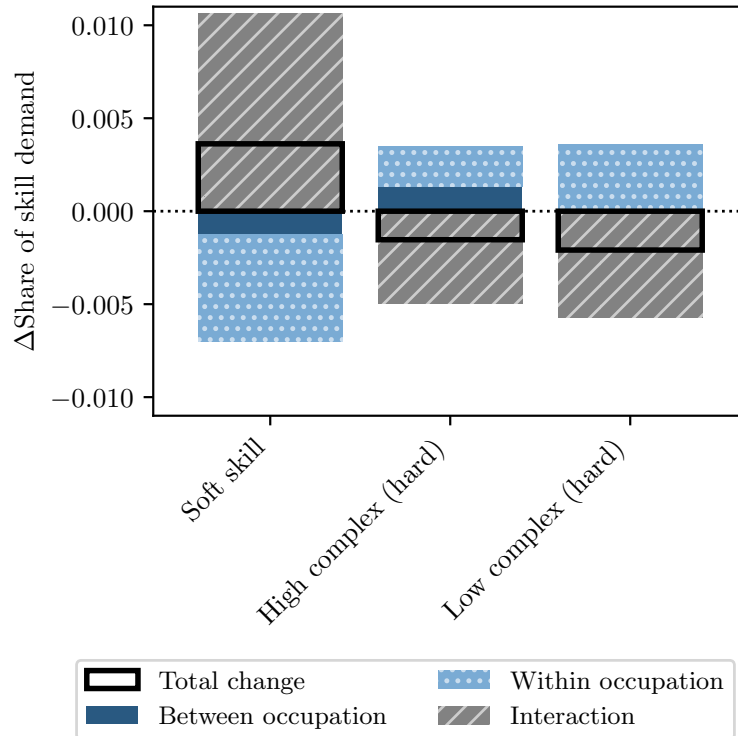 0.010
0.005
0.000
−0.005
−0.010
ΔShare of skill demand
Soft skill
High complex (hard)
Low complex (hard)
Total change
Between occupation
Within occupation
Interaction